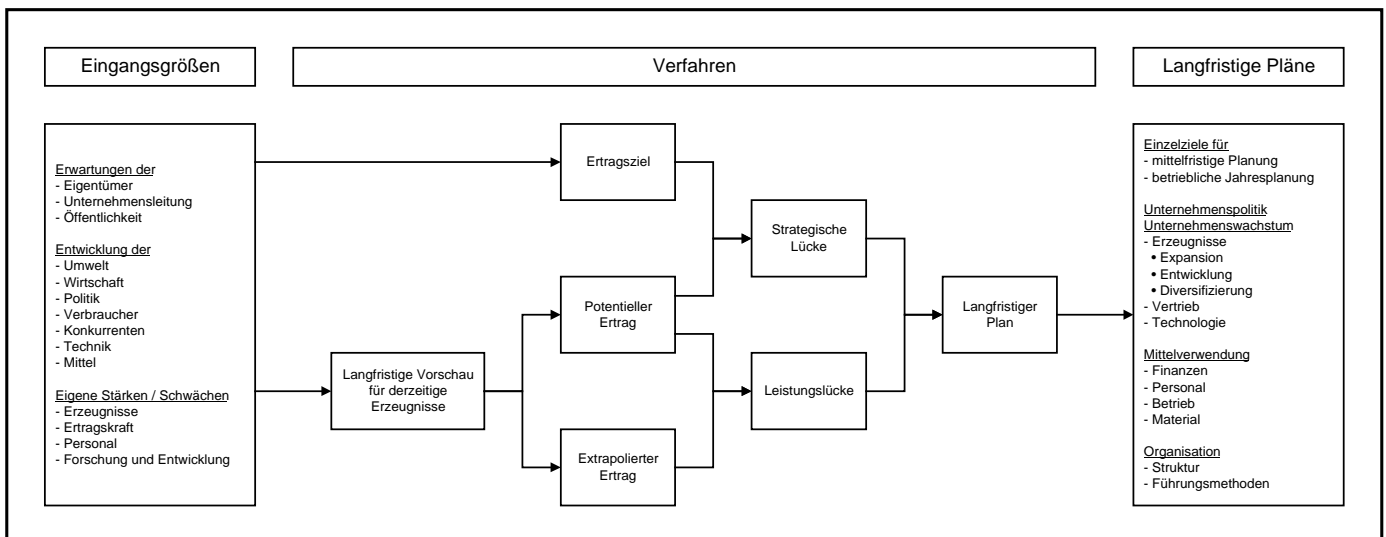 Eingangsgrößen
Verfahren
Langfristige Pläne
Erwartungen der
- Eigentümer
- Unternehmensleitung
- Öffentlichkeit
Entwicklung der
- Umwelt
- Wirtschaft
- Politik
- Verbraucher
- Konkurrenten
- Technik
- Mittel
Eigene Stärken / Schwächen
- Erzeugnisse
- Ertragskraft
- Personal
- Forschung und Entwicklung
Langfristige Vorschau
für derzeitige
Erzeugnisse
Ertragsziel
Potentieller
Ertrag
Extrapolierter
Ertrag
Strategische
Lücke
Leistungslücke
Langfristiger
Plan
Einzelziele für
- mittelfristige Planung
- betriebliche Jahresplanung
Unternehmenspolitik
Unternehmenswachstum
- Erzeugnisse
• Expansion
• Entwicklung
• Diversifizierung
- Vertrieb
- Technologie
Mittelverwendung
- Finanzen
- Personal
- Betrieb
- Material
Organisation
- Struktur
- Führungsmethoden